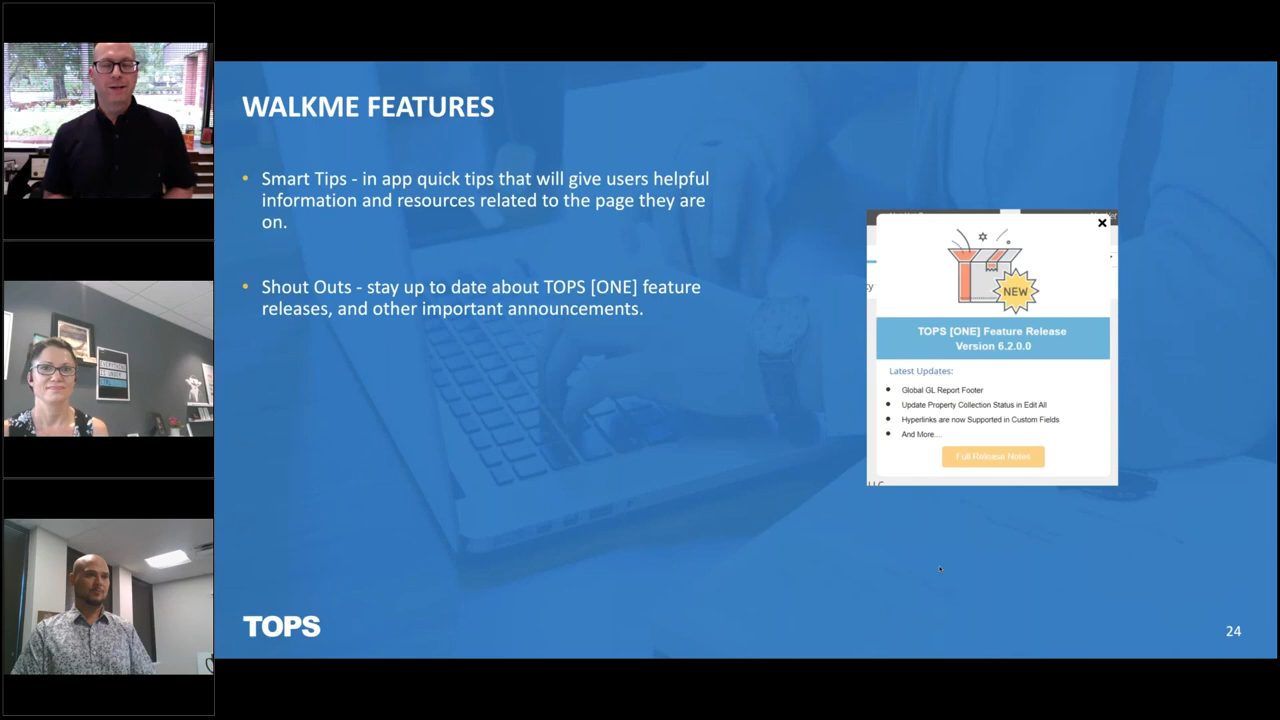 WALKME FEATURES
• Smart Tips - in app quick tips that will give users helpful
information and resources related to the page they are
on.
• Shout Outs - stay up to date about TOPS [ONE] feature
releases, and other important announcements.
NEW
TOPS [ONE] Feature Release
Version 6.2.0.0
Latest Updates:
• Global GL Report Footer
• Update Property Collection Status in Edit All
• Hyperlinks are now Supported in Custom Fields
• And More...
Full Release Notes
TOPS
24